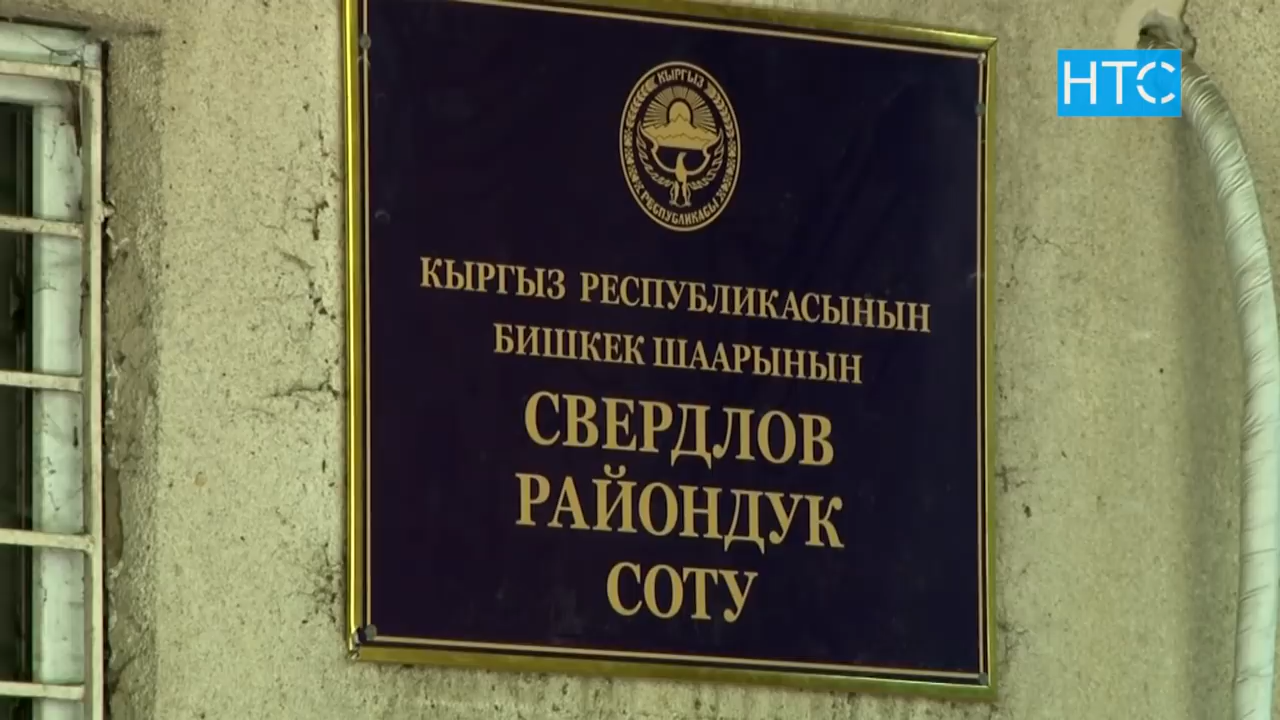 НТС
КЫРГЫЗ
РЕСПУБЛИКАСЫ
КЫРГЫЗ РЕСПУБЛИКАСЫНЫН
БИШКЕК ШААРЫНЫН
СВЕРДЛОВ
РАЙОНДУК
СОТУ